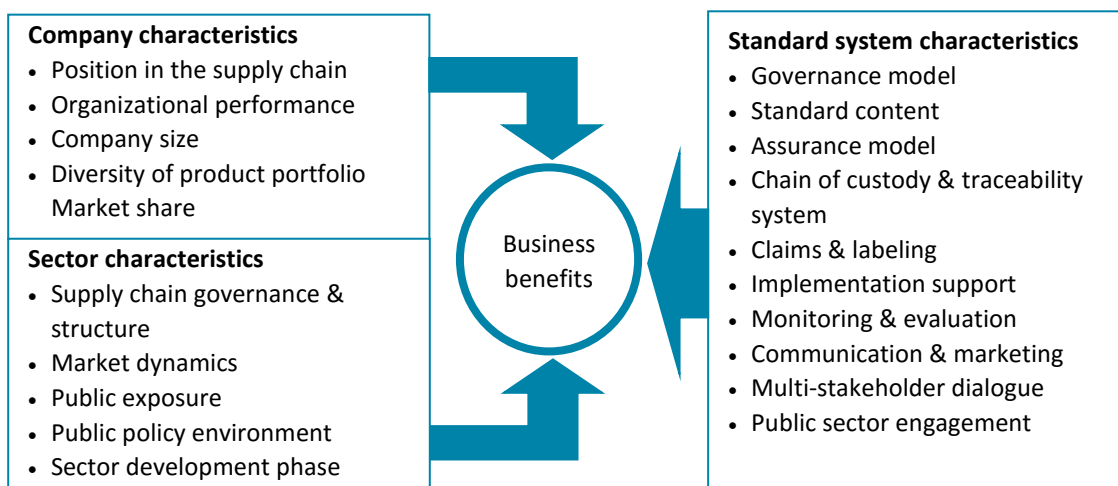 Company characteristics
• Position in the supply chain
• Organizational performance
• Company size
• Diversity of product portfolio
Market share
Sector characteristics
• Supply chain governance &
structure
• Market dynamics
• Public exposure
• Public policy environment
• Sector development phase
Business
benefits
Standard system characteristics
• Governance model
• Standard content
• Assurance model
• Chain of custody & traceability
system
• Claims & labeling
• Implementation support
• Monitoring & evaluation
• Communication & marketing
• Multi-stakeholder dialogue
• Public sector engagement